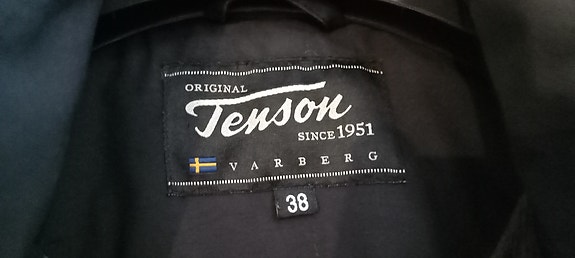 ORIGINAL
Tenson
SINCE 1951
VARBERG
38